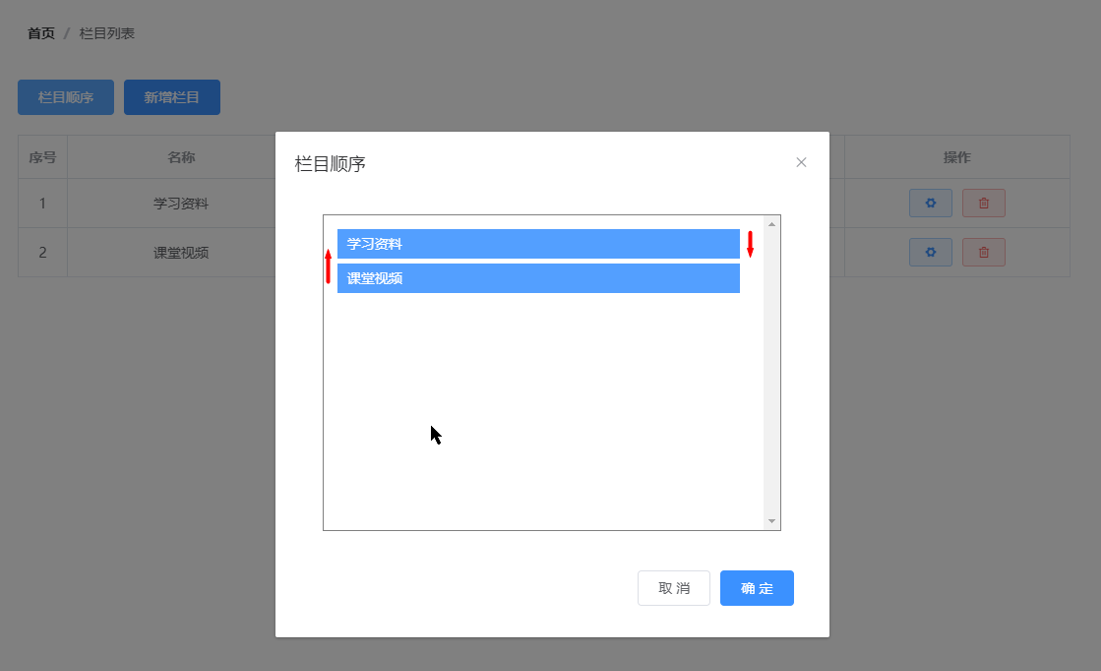 首页 / 栏目列表
栏目顺序 新增栏目
序号 名称 操作
1 学习资料
2 课堂视频
栏目顺序
学习资料
课堂视频
取 消 确 定